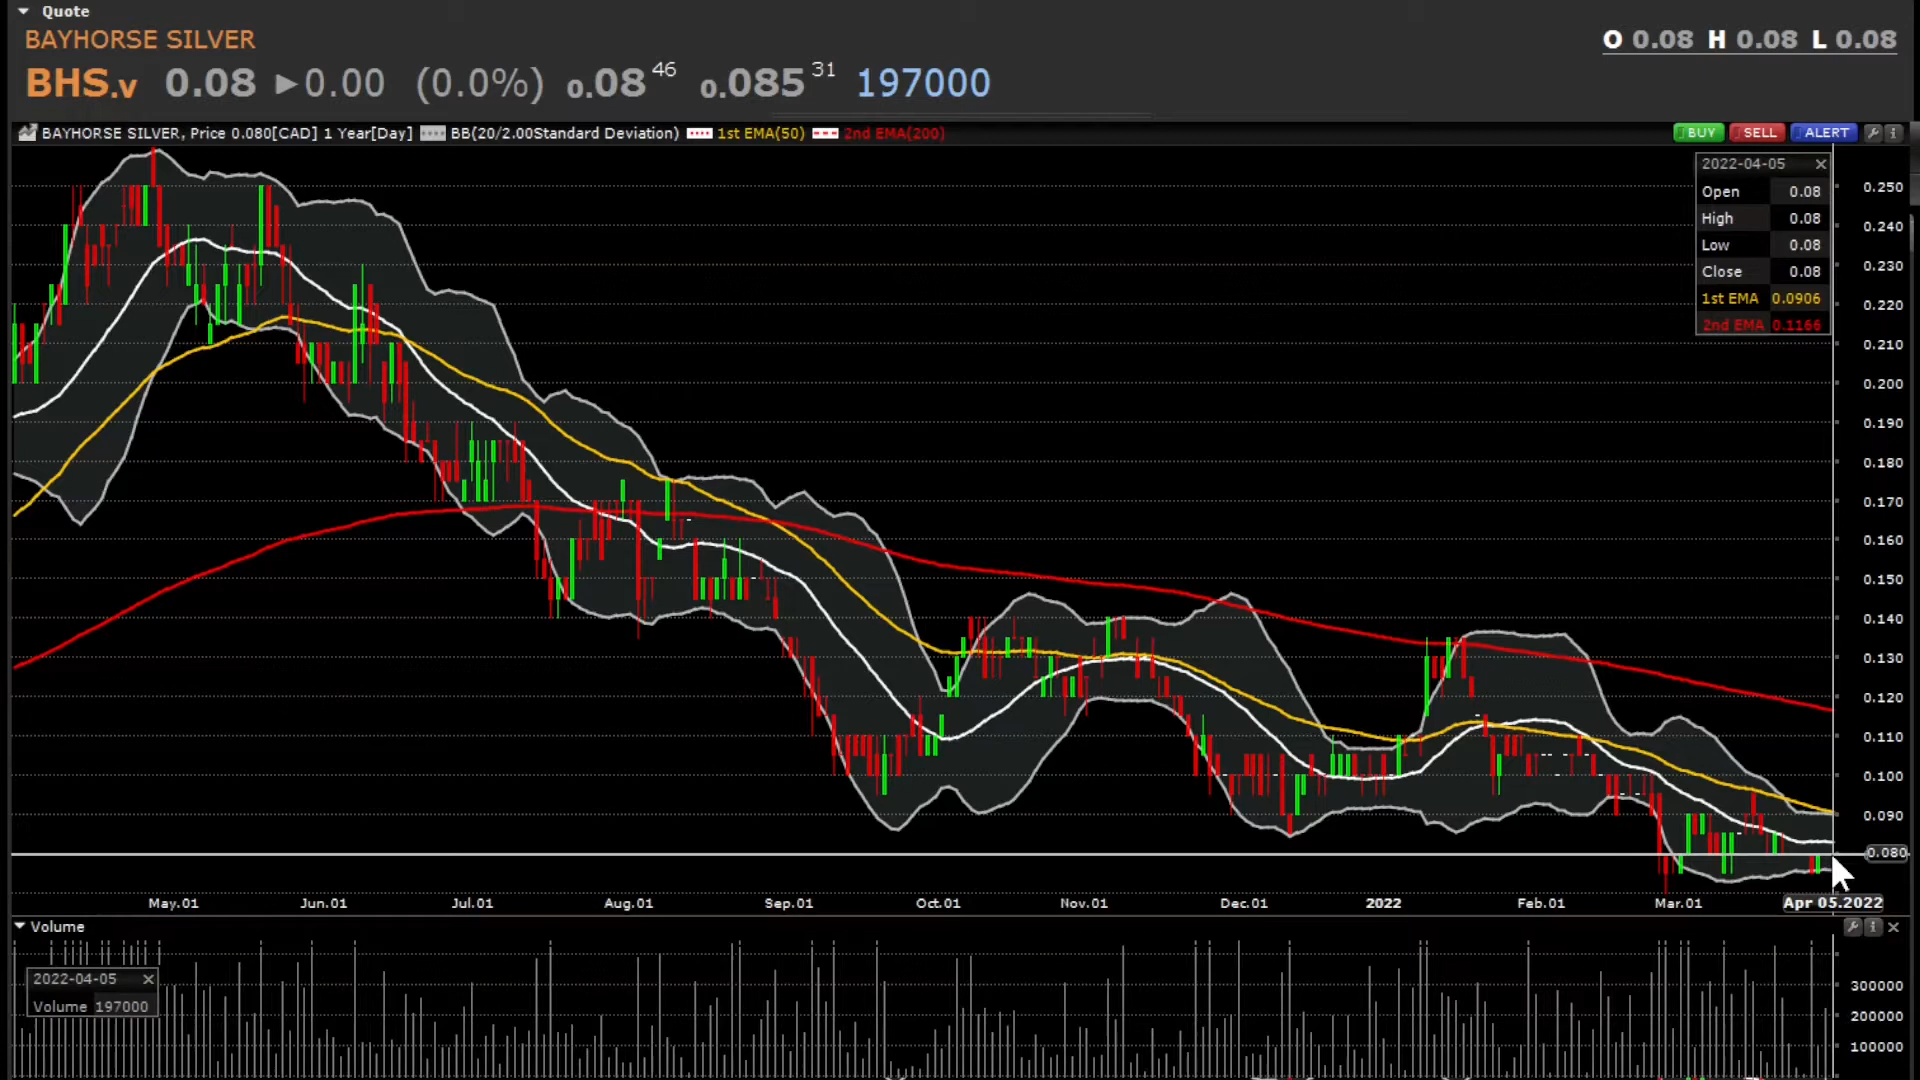 Quote
BAYHORSE SILVER
O 0.08 H 0.08 L 0.08
BHS.v 0.08 0.00 (0.0%) 0.08 46 0.085 31 197000
BAYHORSE SILVER, Price 0.080[CAD] 1 Year[Day] BB(20/2.00Standard Deviation) 1st EMA(50) 2nd EMA(200)
BUY SELL ALERT
2022-04-05
Open 0.08
High 0.08
Low 0.08
Close 0.08
1st EMA 0.0906
2nd EMA 0.1166
0.250
0.240
0.230
0.220
0.210
0.200
0.190
0.180
0.170
0.160
0.150
0.140
0.130
0.120
0.110
0.100
0.090
0.080
May.01 Jun.01 Jul.01 Aug.01 Sep.01 Oct.01 Nov.01 Dec.01 2022 Feb.01 Mar.01 Apr 05.2022
Volume
2022-04-05
Volume 197000
300000
200000
100000